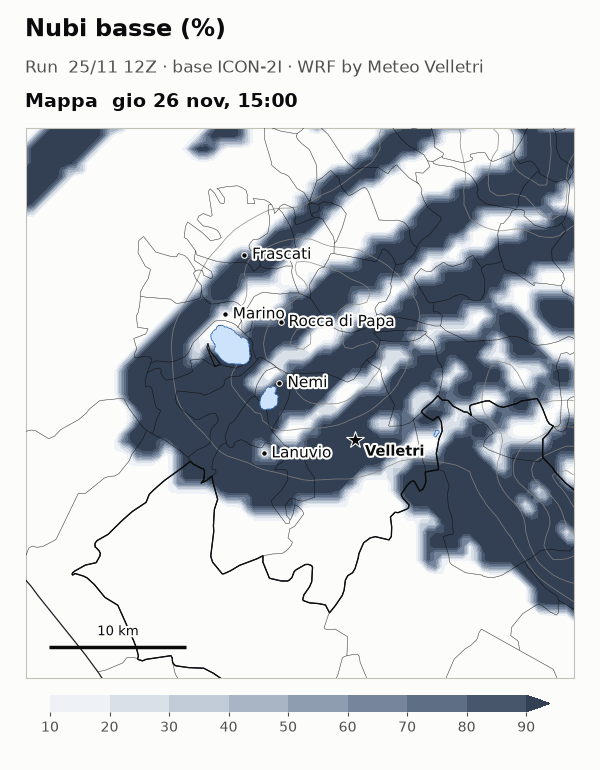 Nubi basse (%)
Run  25/11 12Z · base ICON-2I · WRF by Meteo Velletri
Mappa  gio 26 nov, 15:00
Frascati
Marino
Rocca di Papa
Nemi
Velletri
Lanuvio
10 km
10 20 30 40 50 60 70 80 90